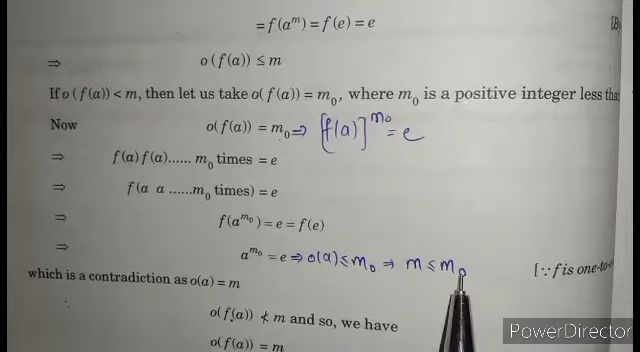 = f(a^m) = f(e) = e
⇒ o(f(a)) ≤ m
If o(f(a)) < m, then let us take o(f(a)) = m₀, where m₀ is a positive integer less
Now o(f(a)) = m₀ ⇒ [f(a)]^m₀ = e
⇒ f(a) f(a)...... m₀ times = e
⇒ f(a a ......m₀ times) = e
⇒ f(a^m₀) = e = f(e)
⇒ a^m₀ = e ⇒ o(a) ≤ m₀ ⇒ m ≤ m₀ [∵ f is one-to-
which is a contradiction as o(a) = m
∴ o(f(a)) ≮ m and so, we have
o(f(a)) = m
PowerDirector